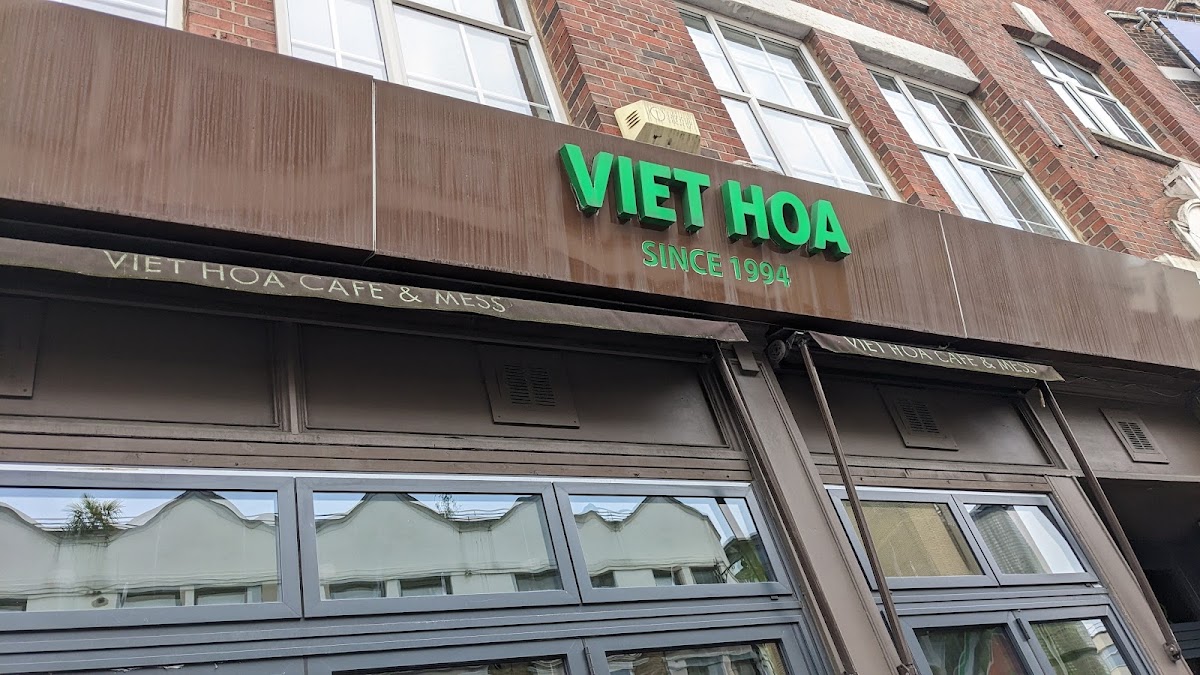 VIET HOA
SINCE 1994
VIET HOA CAFE & MESS
VIET HOA CAFE & MESS